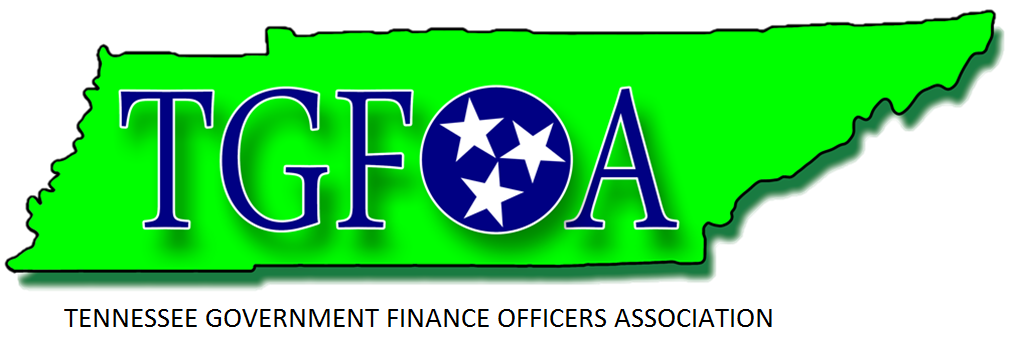 TGFOA
TENNESSEE GOVERNMENT FINANCE OFFICERS ASSOCIATION